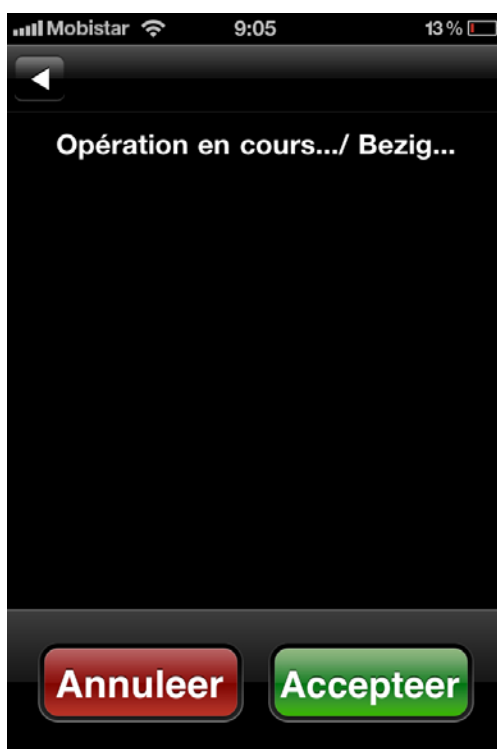 Mobistar 9:05 13 %
Opération en cours.../ Bezig...
Annuleer Accepteer